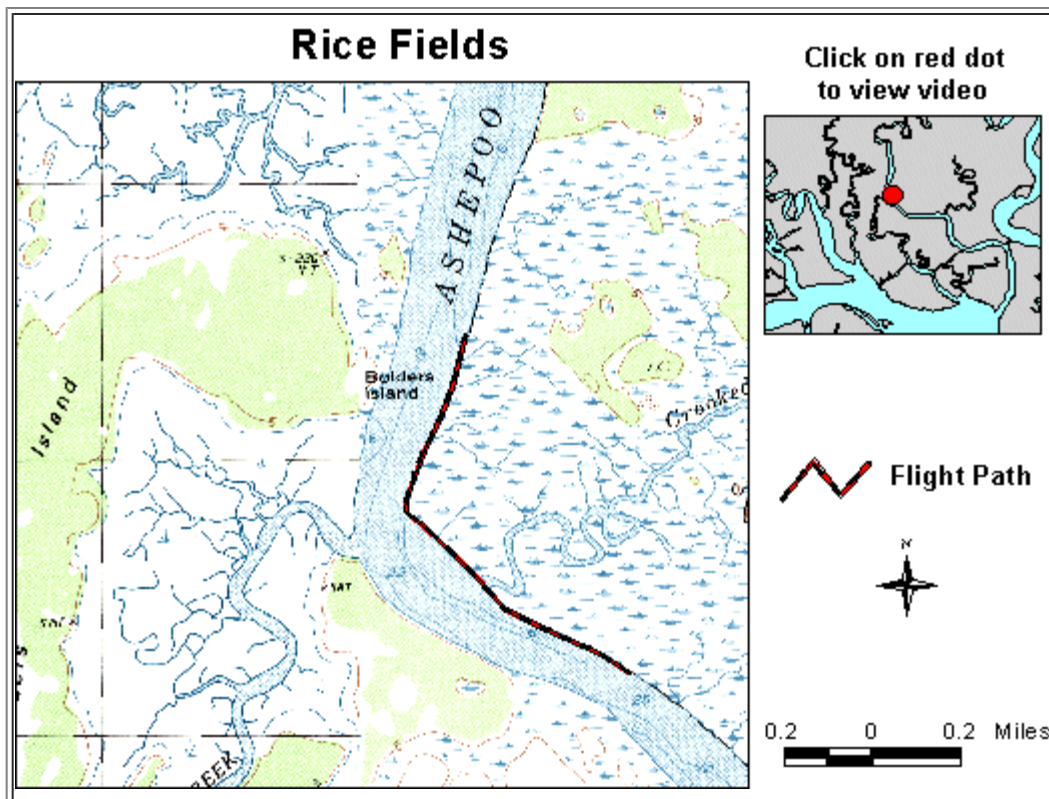 Rice Fields
Click on red dot
to view video
ASHEPOO
Bolders
Island
Island
Crooked
Flight Path
N
REEK
0.2 0 0.2 Miles